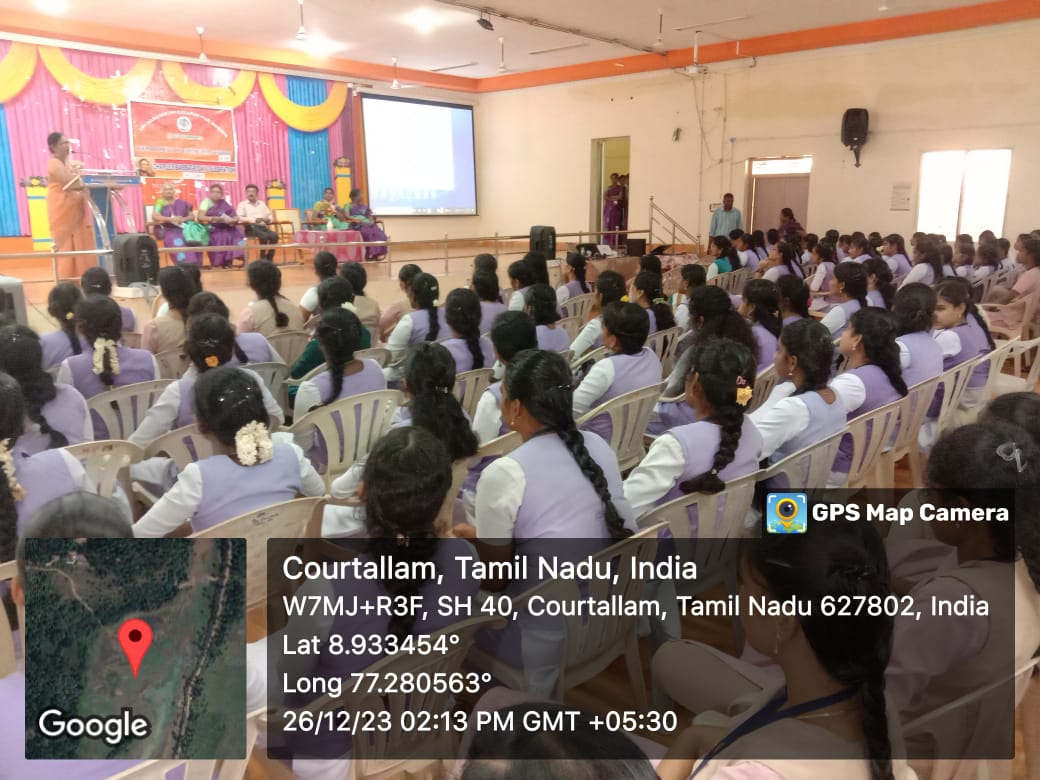 GPS Map Camera
Courtallam, Tamil Nadu, India
W7MJ+R3F, SH 40, Courtallam, Tamil Nadu 627802, India
Lat 8.933454°
Long 77.280563°
26/12/23 02:13 PM GMT +05:30
Google